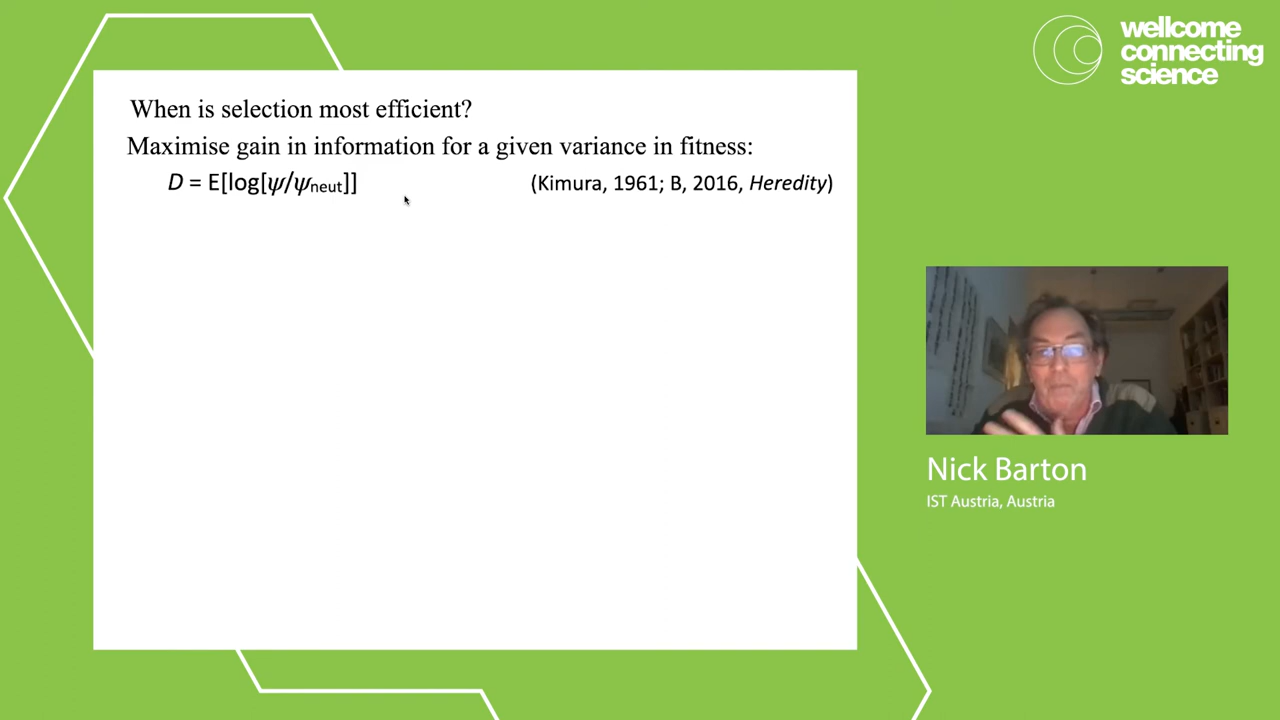 wellcome
connecting
science
When is selection most efficient?
Maximise gain in information for a given variance in fitness:
D = E[log[ψ/ψneut]] (Kimura, 1961; B, 2016, Heredity)
Nick Barton
IST Austria, Austria